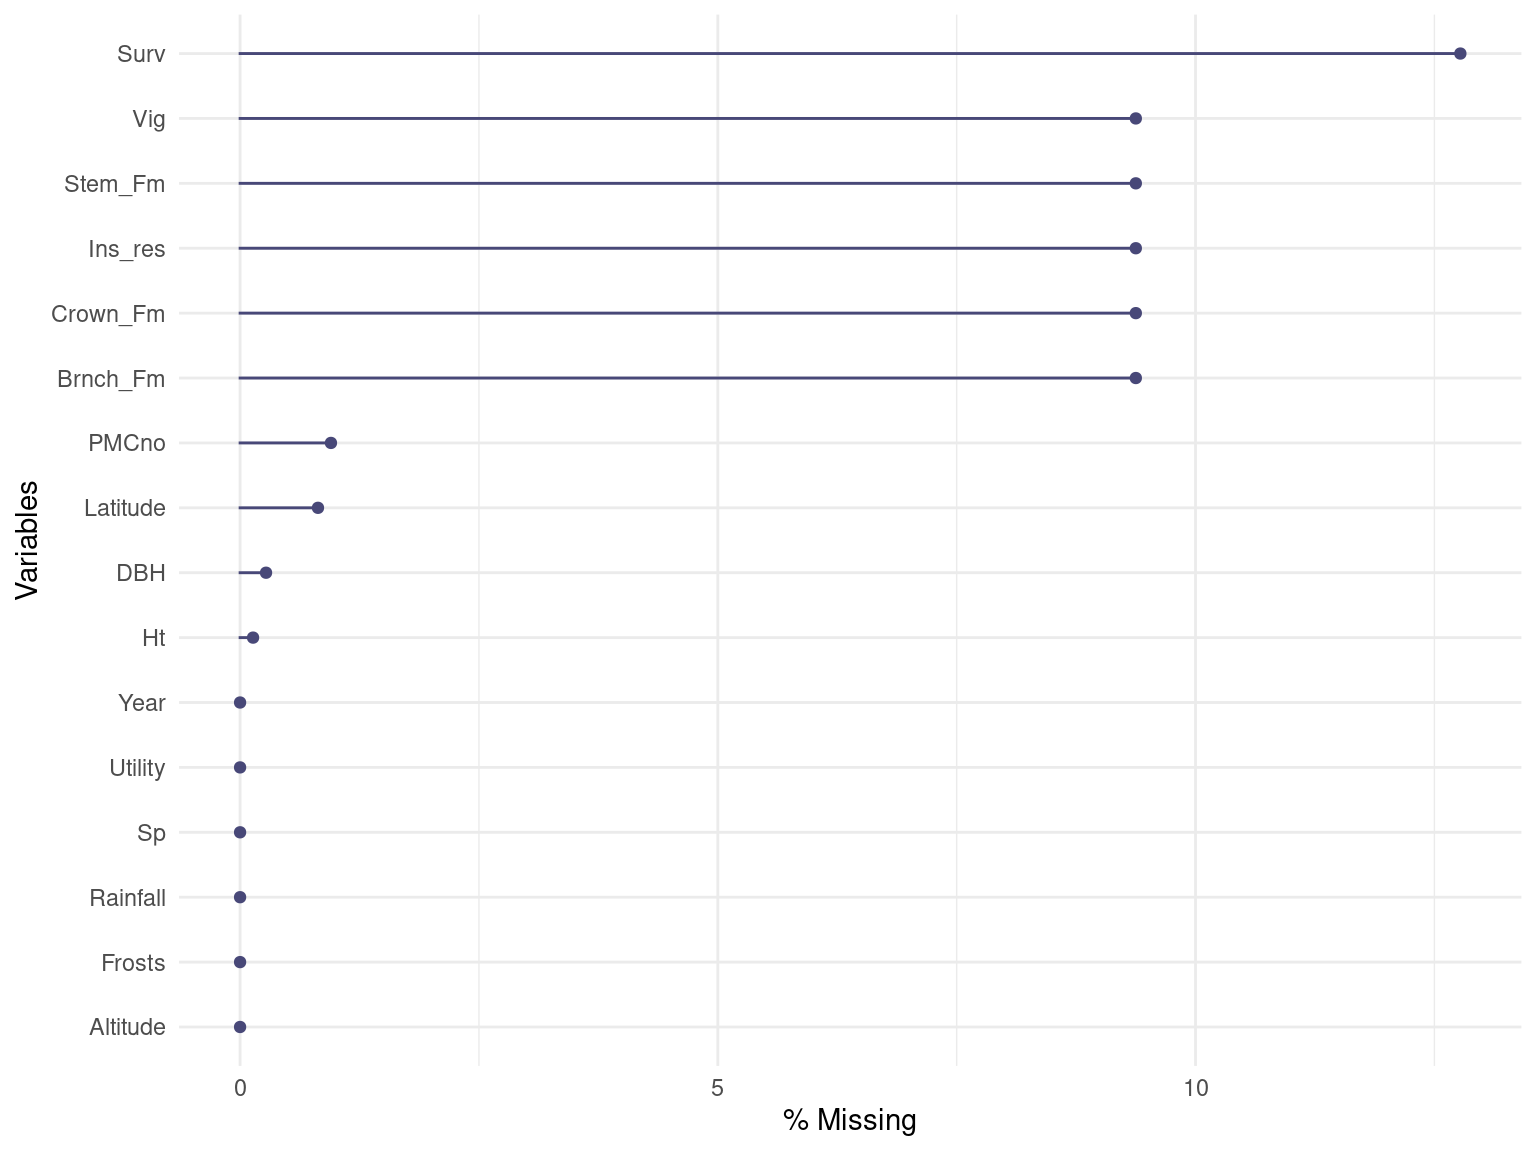 Surv
Vig
Stem_Fm
Ins_res
Crown_Fm
Brnch_Fm
PMCno
Latitude
DBH
Ht
Year
Utility
Sp
Rainfall
Frosts
Altitude
Variables
0 5 10
% Missing